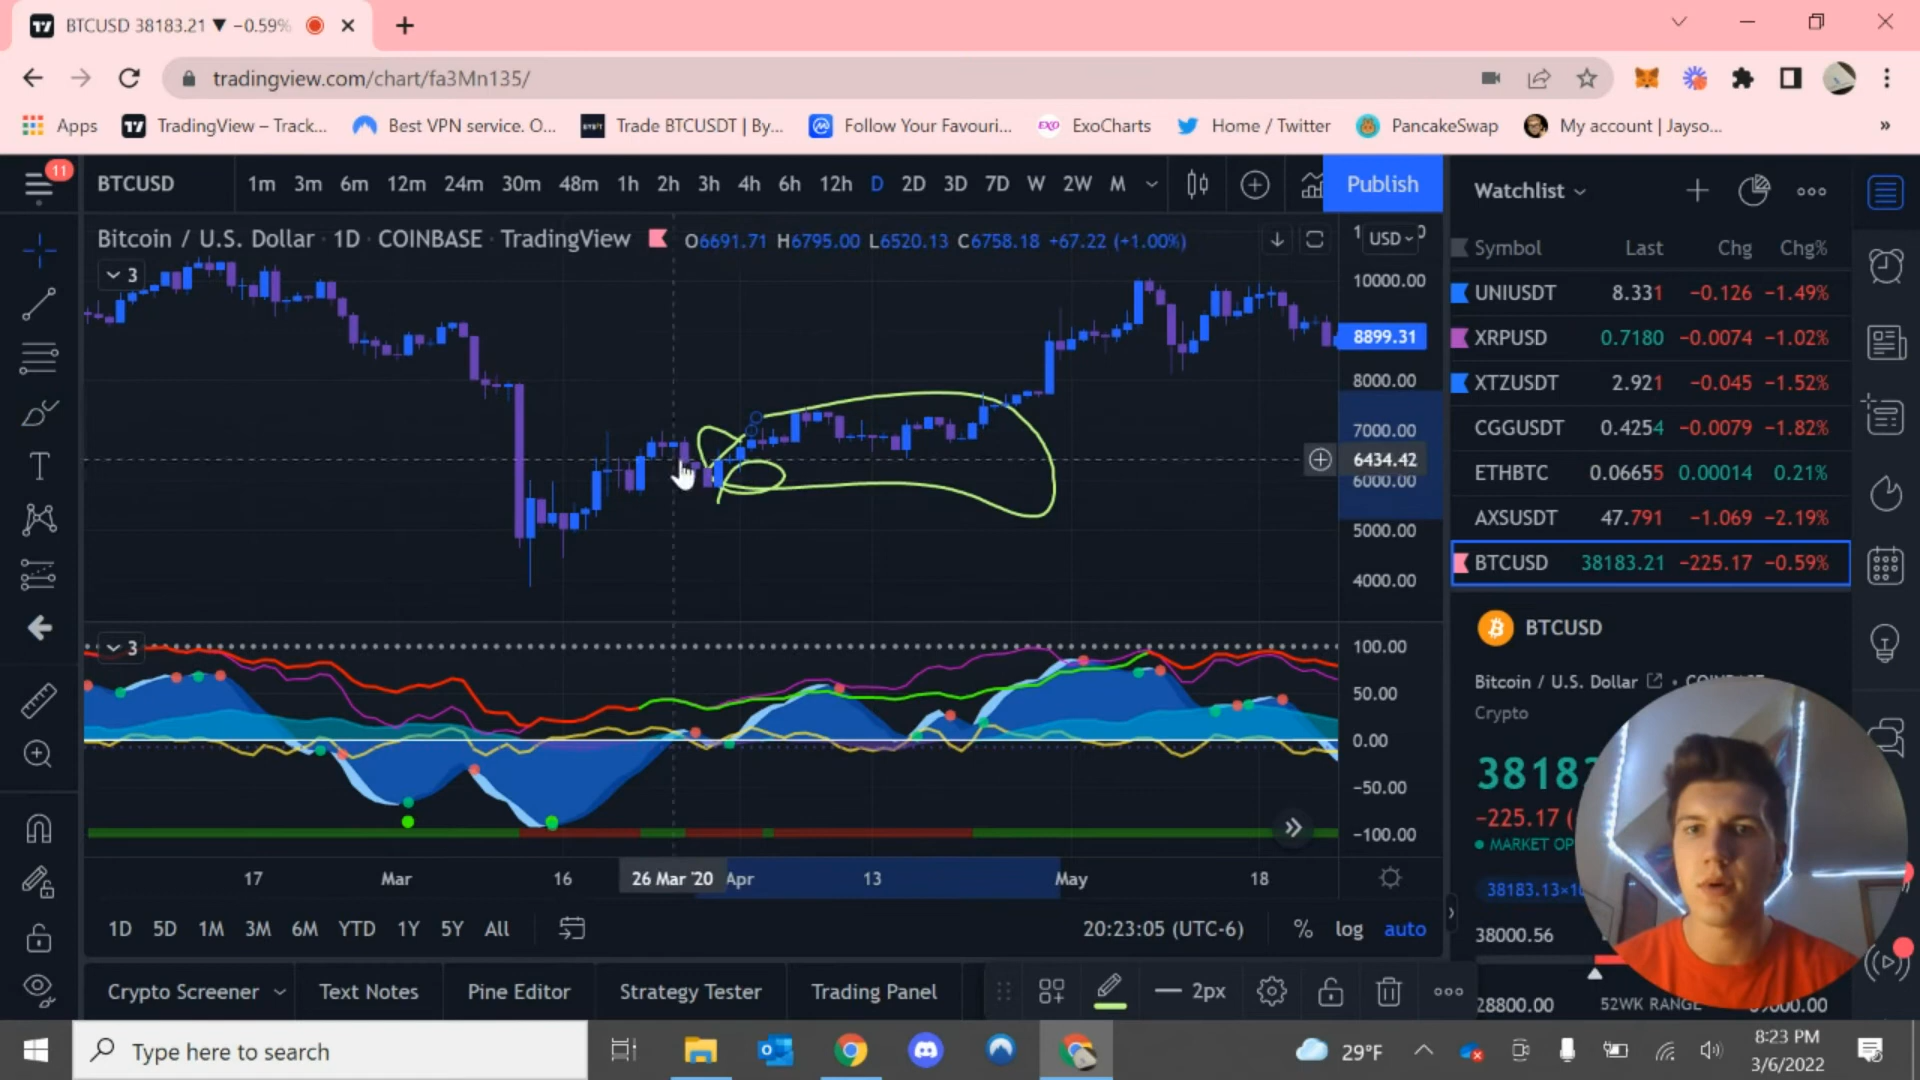 BTCUSD 38183.21 ▼ −0.59%
tradingview.com/chart/fa3Mn135/
Apps TradingView – Track... Best VPN service. O... Trade BTCUSDT | By... Follow Your Favouri... ExoCharts Home / Twitter PancakeSwap My account | Jayso... »
11
BTCUSD 1m 3m 6m 12m 24m 30m 48m 1h 2h 3h 4h 6h 12h D 2D 3D 7D W 2W M Publish
Bitcoin / U.S. Dollar · 1D · COINBASE · TradingView O6691.71 H6795.00 L6520.13 C6758.18 +67.22 (+1.00%)
USD
3
10000.00
8899.31
8000.00
7000.00
6434.42
6000.00
5000.00
4000.00
3
100.00
50.00
0.00
−50.00
−100.00
17 Mar 16 26 Mar '20 Apr 13 May 18
1D 5D 1M 3M 6M YTD 1Y 5Y All 20:23:05 (UTC-6) % log auto
Crypto Screener Text Notes Pine Editor Strategy Tester Trading Panel 2px
Watchlist
Symbol Last Chg Chg%
UNIUSDT 8.331 −0.126 −1.49%
XRPUSD 0.7180 −0.0074 −1.02%
XTZUSDT 2.921 −0.045 −1.52%
CGGUSDT 0.4254 −0.0079 −1.82%
ETHBTC 0.06655 0.00014 0.21%
AXSUSDT 47.791 −1.069 −2.19%
BTCUSD 38183.21 −225.17 −0.59%
BTCUSD
Bitcoin / U.S. Dollar •
Crypto
38183
−225.17 (
MARKET OP
38183.13×1
38000.56
28800.00 52WK RANGE
Type here to search
29°F
8:23 PM
3/6/2022